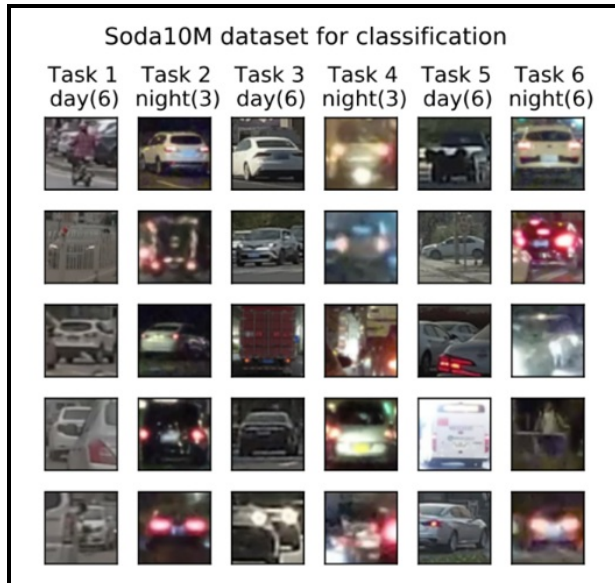 Soda10M dataset for classification
Task 1 Task 2 Task 3 Task 4 Task 5 Task 6
day(6) night(3) day(6) night(3) day(6) night(6)